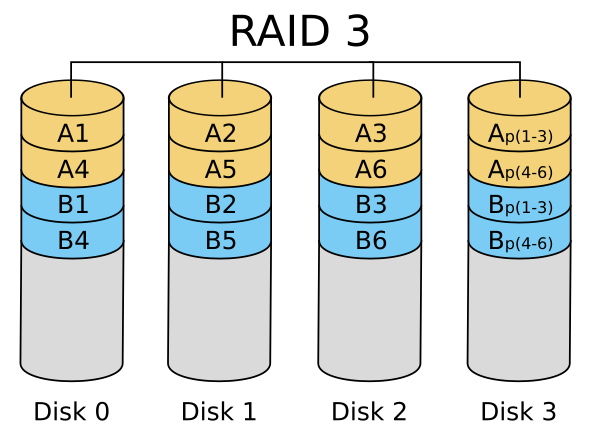 RAID 3
A1 A2 A3 Ap(1-3)
A4 A5 A6 Ap(4-6)
B1 B2 B3 Bp(1-3)
B4 B5 B6 Bp(4-6)
Disk 0 Disk 1 Disk 2 Disk 3